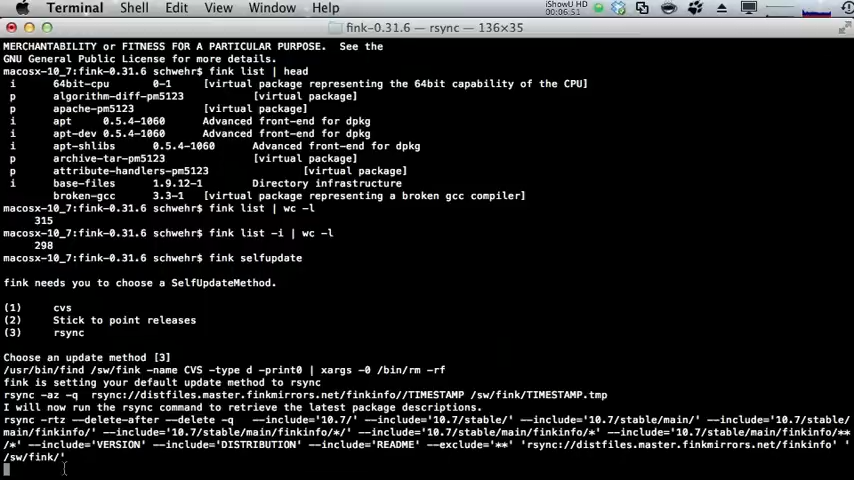 Terminal Shell Edit View Window Help
iShowU HD
00:06:51
fink-0.31.6 — rsync — 136×35
MERCHANTABILITY or FITNESS FOR A PARTICULAR PURPOSE.  See the
GNU General Public License for more details.
macosx-10_7:fink-0.31.6 schwehr$ fink list | head
i 64bit-cpu 0-1 [virtual package representing the 64bit capability of the CPU]
p algorithm-diff-pm5123 [virtual package]
p apache-pm5123 [virtual package]
i apt 0.5.4-1060 Advanced front-end for dpkg
i apt-dev 0.5.4-1060 Advanced front-end for dpkg
i apt-shlibs 0.5.4-1060 Advanced front-end for dpkg
p archive-tar-pm5123 [virtual package]
p attribute-handlers-pm5123 [virtual package]
i base-files 1.9.12-1 Directory infrastructure
broken-gcc 3.3-1 [virtual package representing a broken gcc compiler]
macosx-10_7:fink-0.31.6 schwehr$ fink list | wc -l
315
macosx-10_7:fink-0.31.6 schwehr$ fink list -i | wc -l
298
macosx-10_7:fink-0.31.6 schwehr$ fink selfupdate
fink needs you to choose a SelfUpdateMethod.
(1) cvs
(2) Stick to point releases
(3) rsync
Choose an update method [3]
/usr/bin/find /sw/fink -name CVS -type d -print0 | xargs -0 /bin/rm -rf
fink is setting your default update method to rsync
rsync -az -q  rsync://distfiles.master.finkmirrors.net/finkinfo//TIMESTAMP /sw/fink/TIMESTAMP.tmp
I will now run the rsync command to retrieve the latest package descriptions.
rsync -rtz --delete-after --delete -q   --include='10.7/' --include='10.7/stable/' --include='10.7/stable/main/' --include='10.7/stable/
main/finkinfo/' --include='10.7/stable/main/finkinfo/*/' --include='10.7/stable/main/finkinfo/*' --include='10.7/stable/main/finkinfo/**
/*' --include='VERSION' --include='DISTRIBUTION' --include='README' --exclude='**' 'rsync://distfiles.master.finkmirrors.net/finkinfo/' '
/sw/fink/'